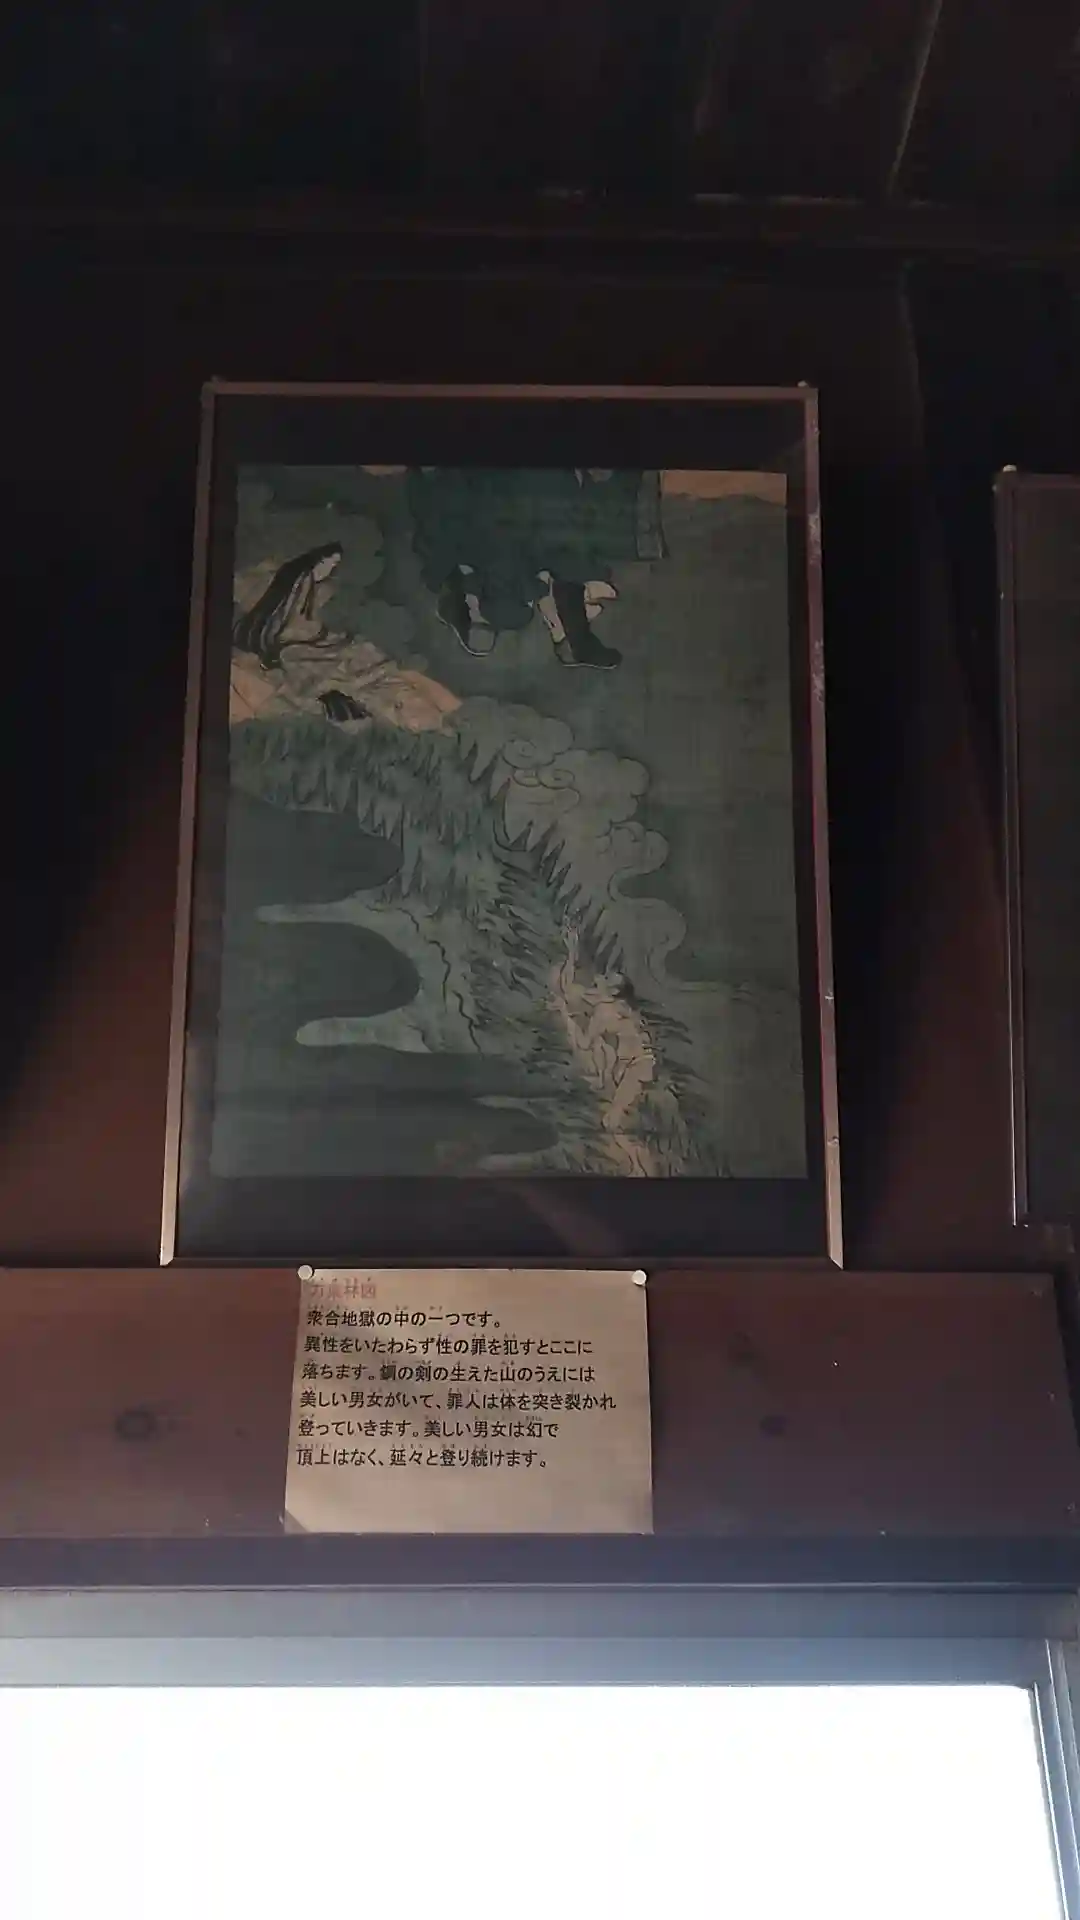 刀葉林図
衆合地獄の中の一つです。
異性をいたわらず性の罪を犯すとここに
落ちます。鋼の剣の生えた山のうえには
美しい男女がいて、罪人は体を突き裂かれ
登っていきます。美しい男女は幻で
頂上はなく、延々と登り続けます。